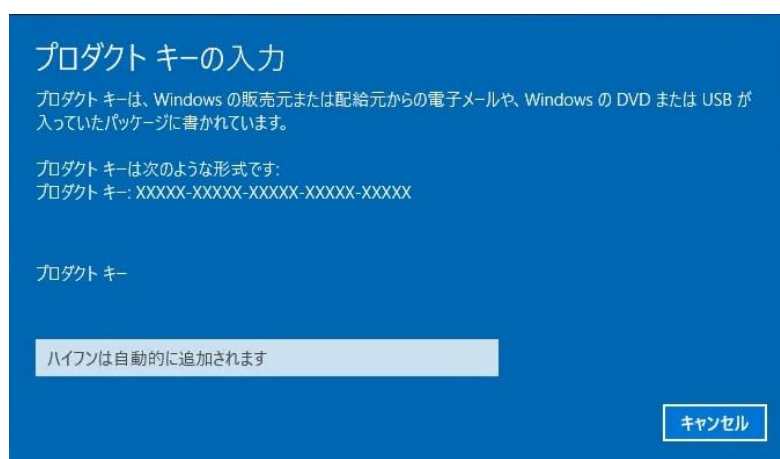 プロダクト キーの入力
プロダクト キーは、Windows の販売元または配給元からの電子メールや、Windows の DVD または USB が
入っていたパッケージに書かれています。
プロダクト キーは次のような形式です:
プロダクト キー: XXXXX-XXXXX-XXXXX-XXXXX-XXXXX
プロダクト キー
ハイフンは自動的に追加されます
キャンセル